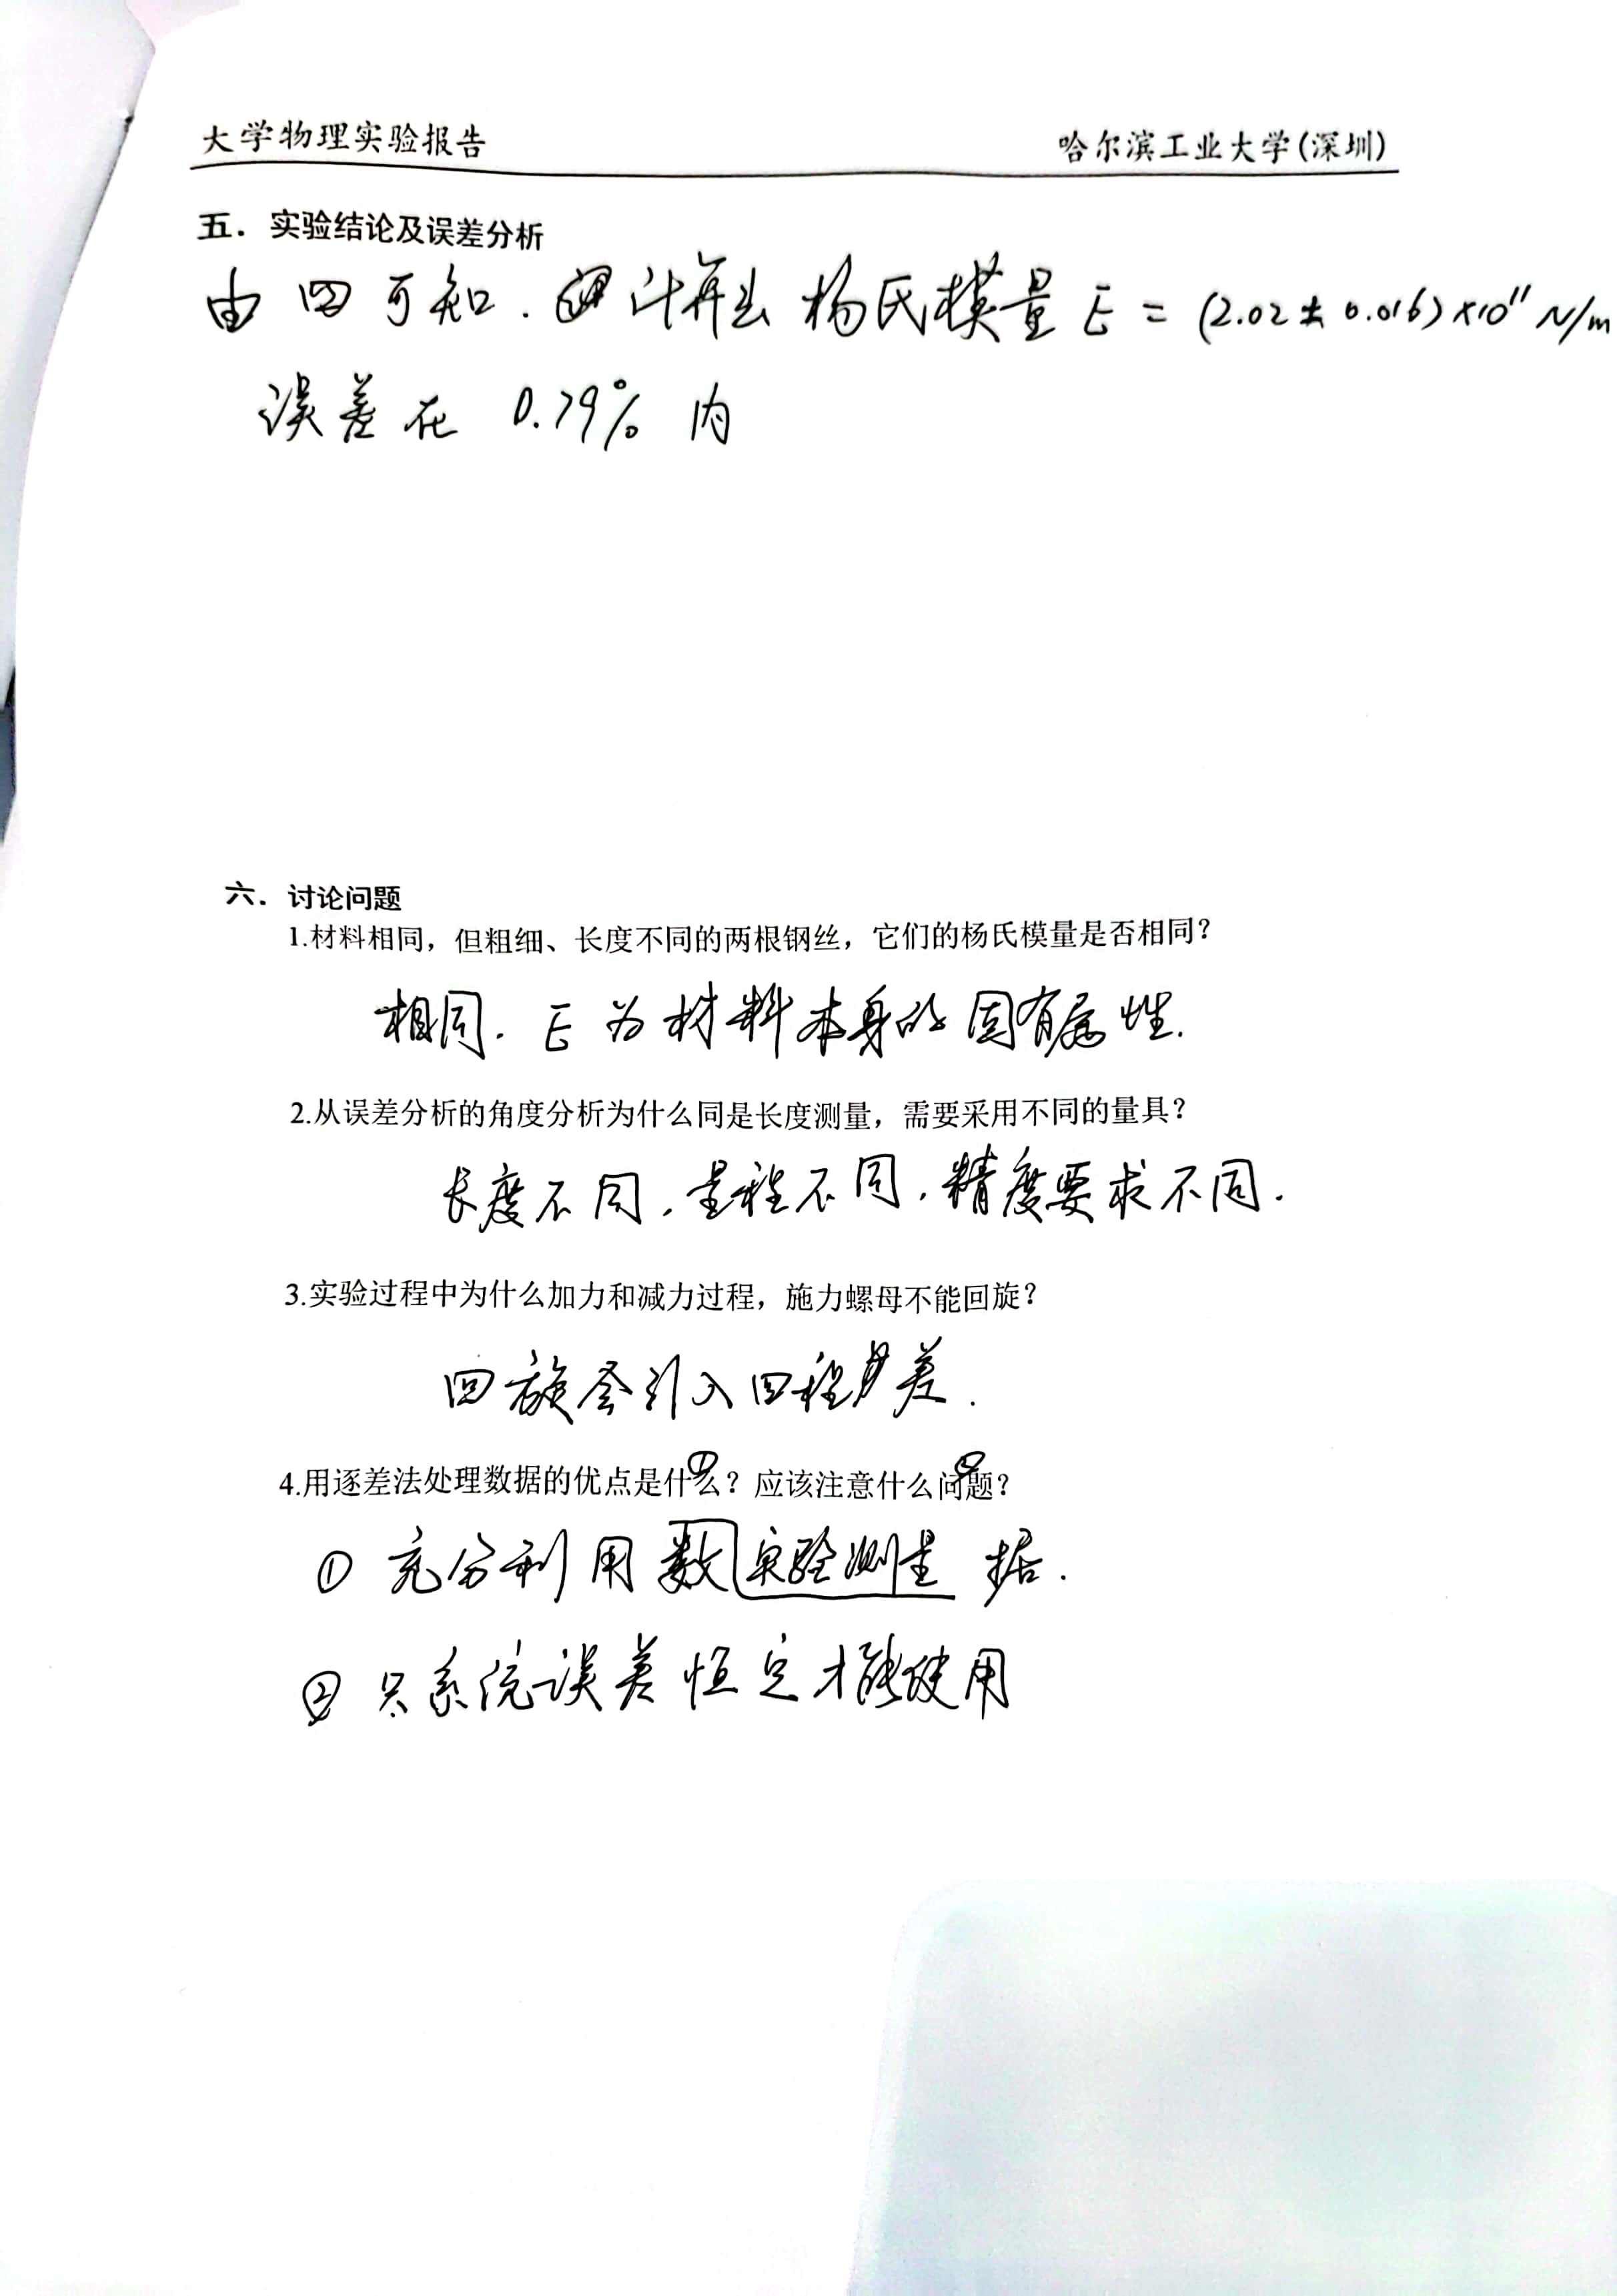 大学物理实验报告 哈尔滨工业大学(深圳)
五．实验结论及误差分析
由四可知．计算出杨氏模量 E = (2.02 ± 0.016) ×10¹¹ N/m
误差在 0.79% 内
六．讨论问题
1.材料相同，但粗细、长度不同的两根钢丝，它们的杨氏模量是否相同？
相同．E 为材料本身的固有属性．
2.从误差分析的角度分析为什么同是长度测量，需要采用不同的量具？
长度不同，量程不同，精度要求不同．
3.实验过程中为什么加力和减力过程，施力螺母不能回旋？
回旋会引入回程差．
4.用逐差法处理数据的优点是什么①？应该注意什么问题②？
① 充分利用实验测量数据．
② 只系统误差恒定才能使用